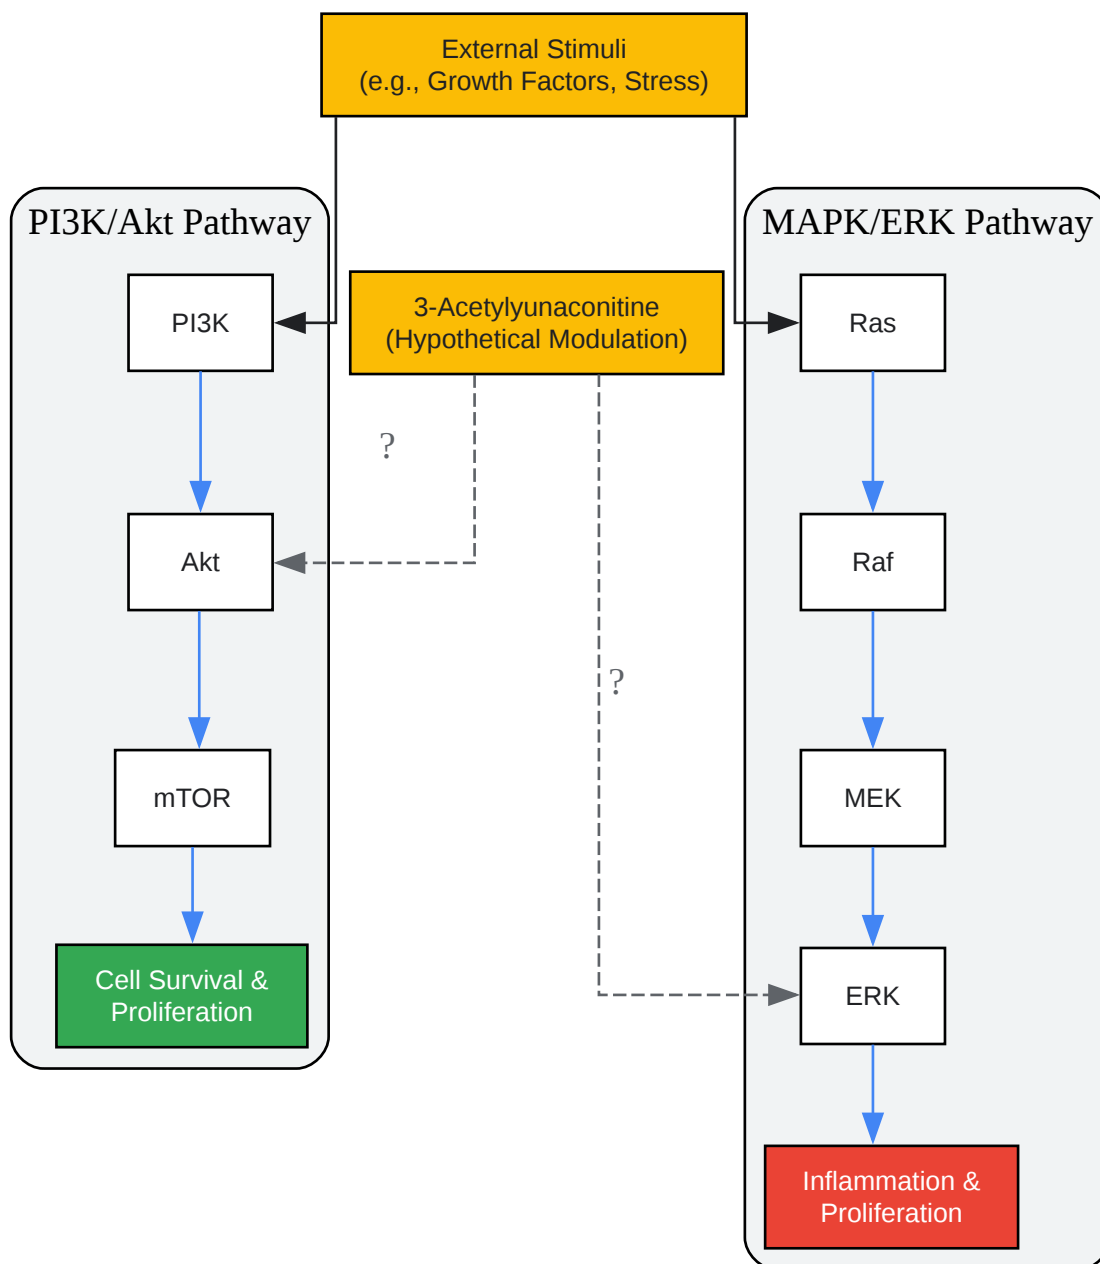 External Stimuli
(e.g., Growth Factors, Stress)
PI3K/Akt Pathway
MAPK/ERK Pathway
PI3K
3-Acetylyunaconitine
(Hypothetical Modulation)
Ras
?
Akt
Raf
?
mTOR
MEK
Cell Survival &
Proliferation
ERK
Inflammation &
Proliferation